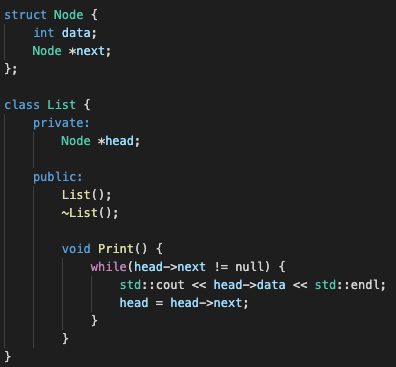 struct Node {
    int data;
    Node *next;
};

class List {
    private:
        Node *head;

    public:
        List();
        ~List();

        void Print() {
            while(head->next != null) {
                std::cout << head->data << std::endl;
                head = head->next;
            }
        }
}